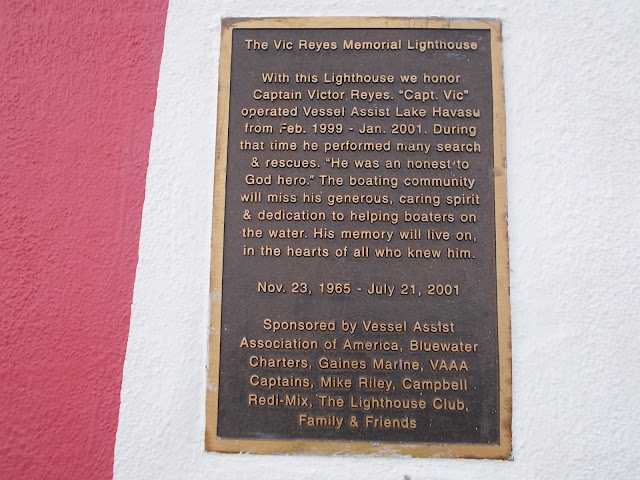 The Vic Reyes Memorial Lighthouse
With this Lighthouse we honor
Captain Victor Reyes. “Capt. Vic”
operated Vessel Assist Lake Havasu
from Feb. 1999 - Jan. 2001. During
that time he performed many search
& rescues. “He was an honest to
God hero.” The boating community
will miss his generous, caring spirit
& dedication to helping boaters on
the water. His memory will live on,
in the hearts of all who knew him.
Nov. 23, 1965 - July 21, 2001
Sponsored by Vessel Assist
Association of America, Bluewater
Charters, Gaines Marine, VAAA
Captains, Mike Riley, Campbell
Redi-Mix, The Lighthouse Club,
Family & Friends